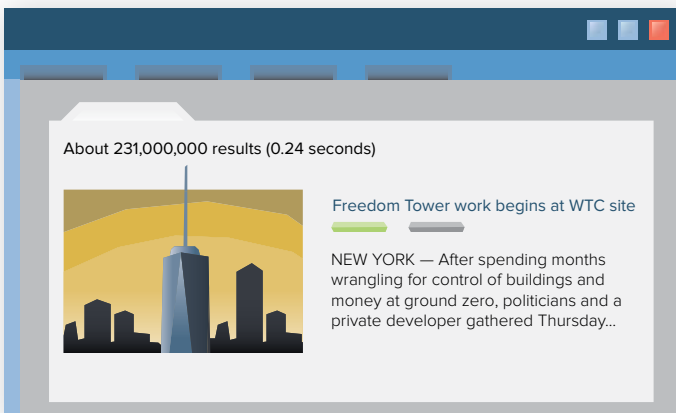 About 231,000,000 results (0.24 seconds)
Freedom Tower work begins at WTC site
NEW YORK — After spending months
wrangling for control of buildings and
money at ground zero, politicians and a
private developer gathered Thursday...